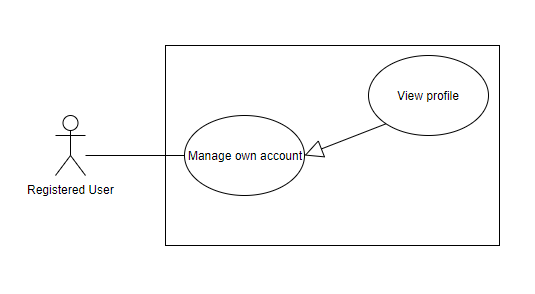 View profile
Manage own account
Registered User